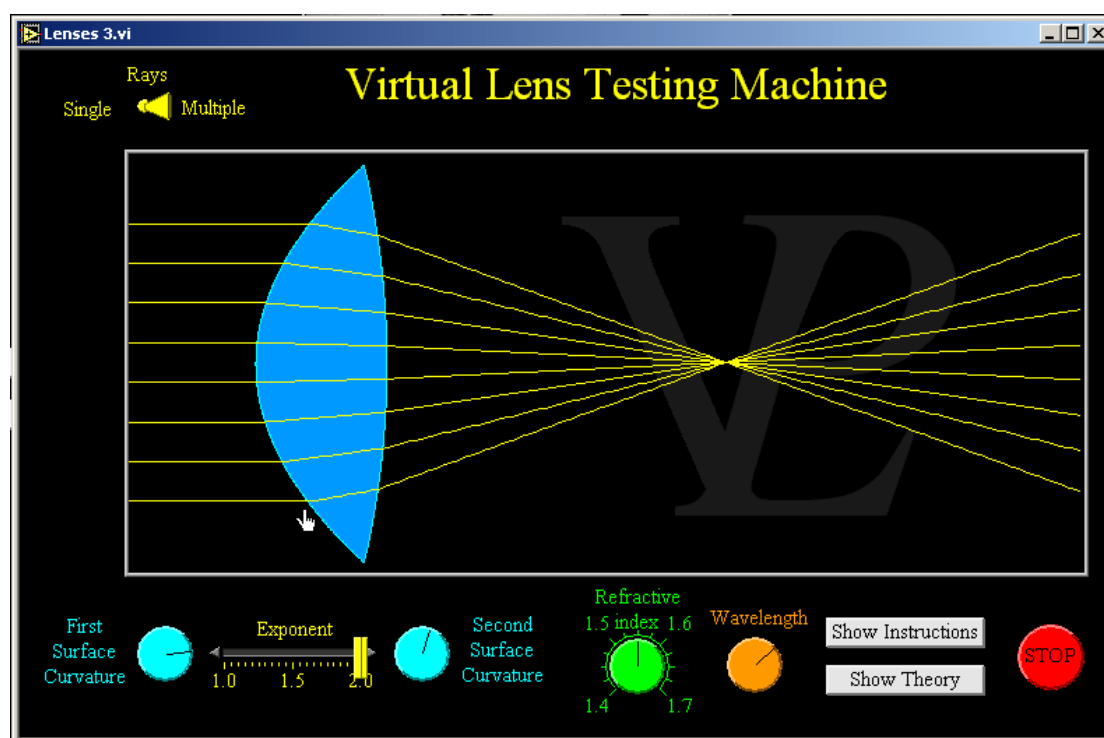 Lenses 3.vi
Rays
Single Multiple
Virtual Lens Testing Machine
VL
First
Surface
Curvature
Exponent
1.0 1.5 2.0
Second
Surface
Curvature
Refractive
1.5 index 1.6
1.4 1.7
Wavelength
Show Instructions
Show Theory
STOP